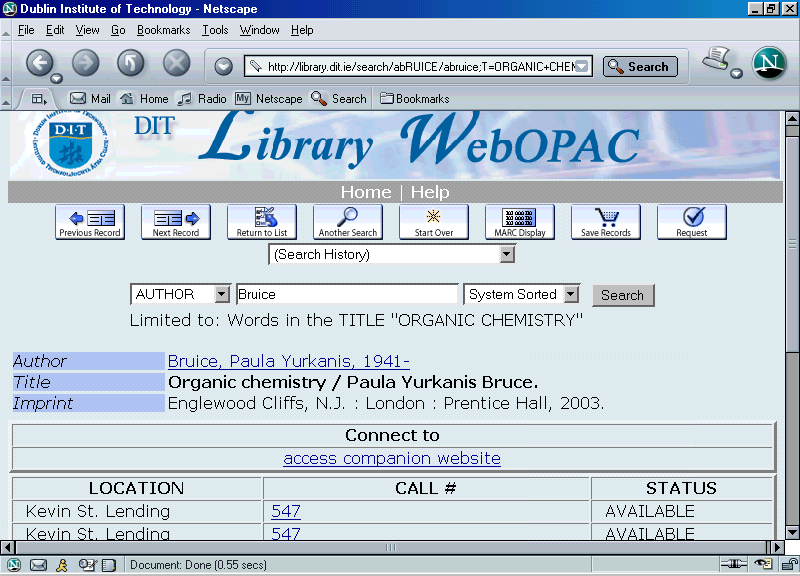 Dublin Institute of Technology - Netscape
File Edit View Go Bookmarks Tools Window Help
http://library.dit.ie/search/abRUICE/abruice;T=ORGANIC+CHEM Search N
Mail Home Radio My Netscape Search Bookmarks
D·I·T DIT Library WebOPAC
Home | Help
Previous Record Next Record Return to List Another Search Start Over MARC Display Save Records Request
(Search History)
AUTHOR Bruice System Sorted Search
Limited to: Words in the TITLE "ORGANIC CHEMISTRY"
Author Bruice, Paula Yurkanis, 1941-
Title Organic chemistry / Paula Yurkanis Bruce.
Imprint Englewood Cliffs, N.J. : London : Prentice Hall, 2003.
Connect to
access companion website
LOCATION CALL # STATUS
Kevin St. Lending 547 AVAILABLE
Kevin St. Lending 547 AVAILABLE
Document: Done (0.55 secs)